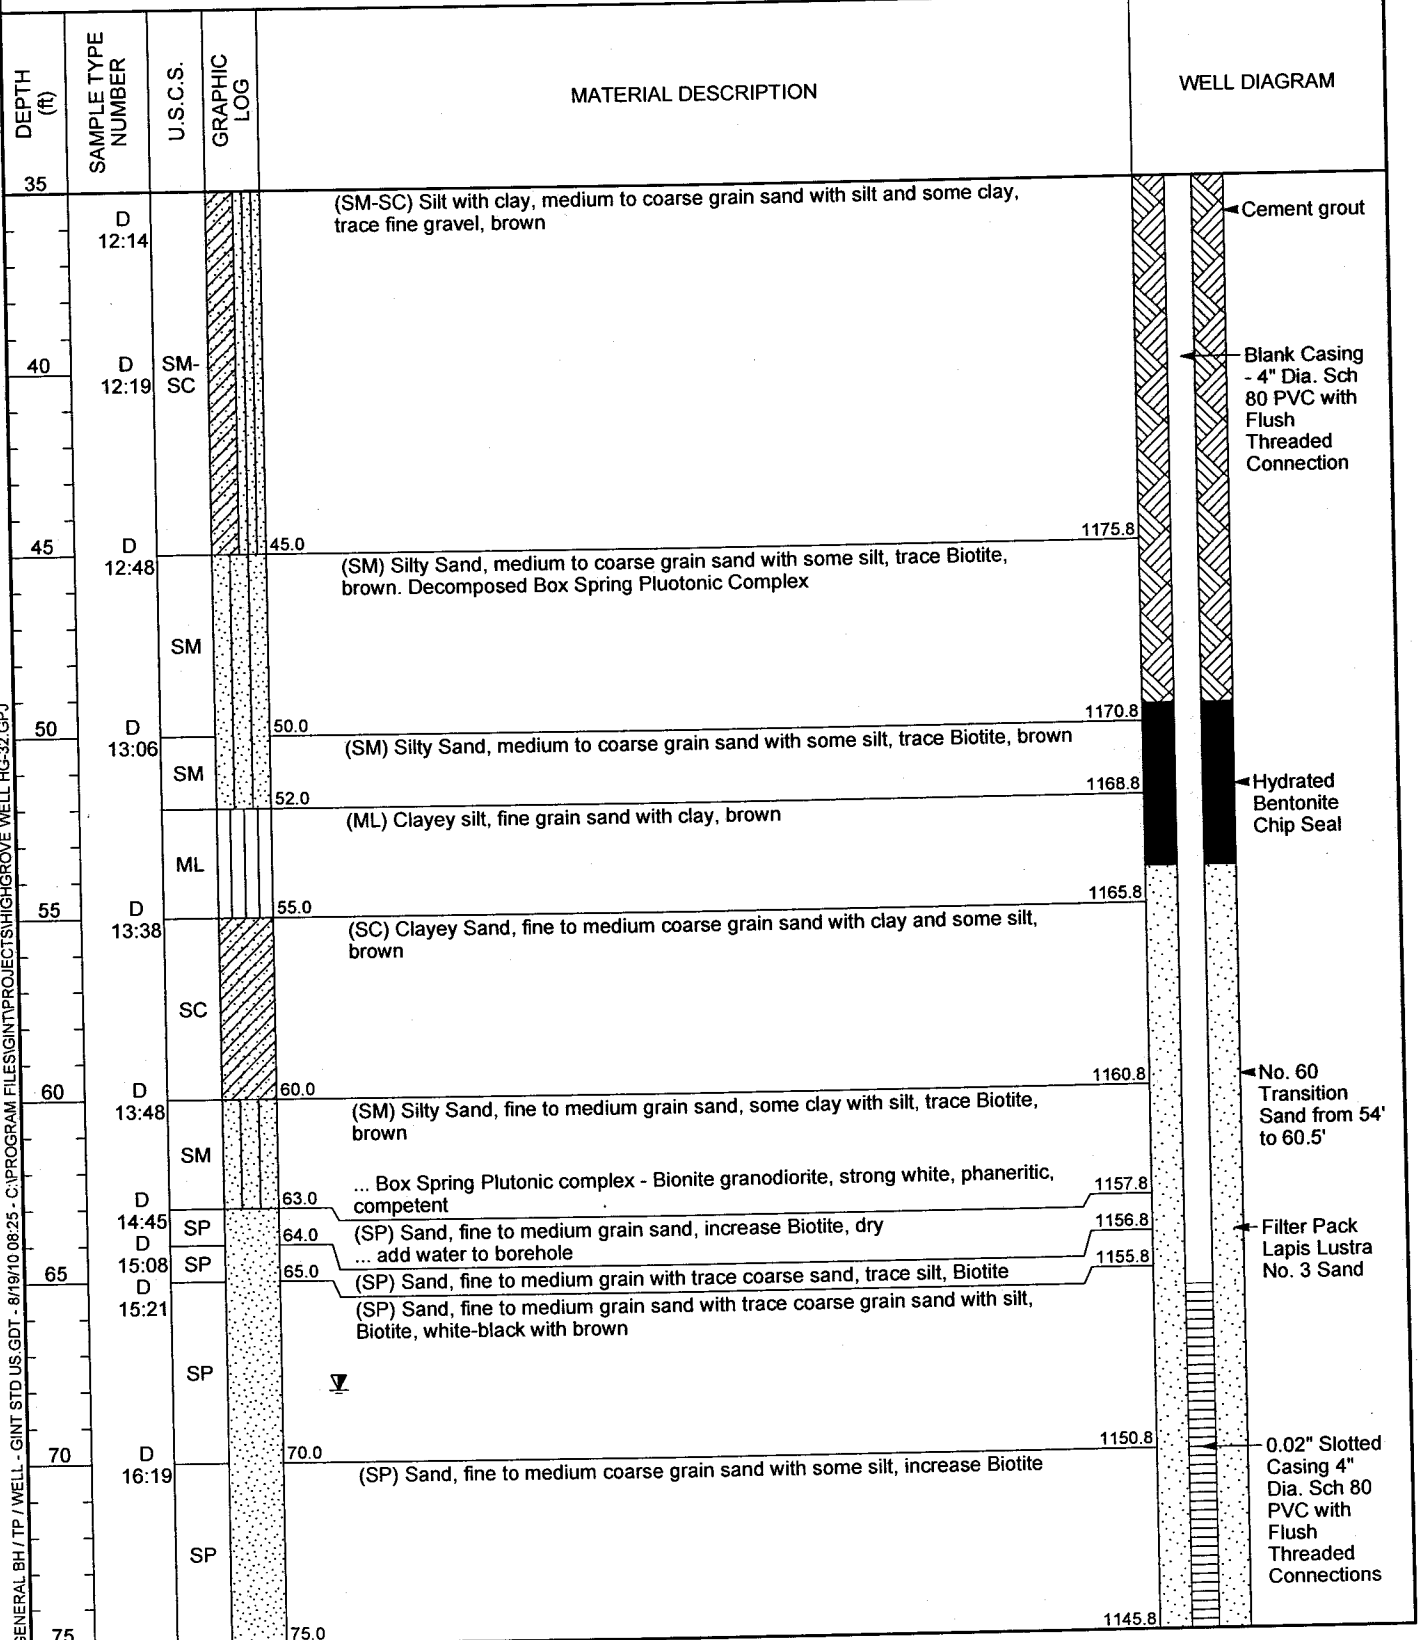 DEPTH
(ft)
SAMPLE TYPE
NUMBER
U.S.C.S.
GRAPHIC
LOG
MATERIAL DESCRIPTION
WELL DIAGRAM
35
D
12:14
(SM-SC) Silt with clay, medium to coarse grain sand with silt and some clay,
trace fine gravel, brown
Cement grout
40
D
12:19
SM-
SC
Blank Casing
- 4" Dia. Sch
80 PVC with
Flush
Threaded
Connection
45
D
12:48
45.0
1175.8
(SM) Silty Sand, medium to coarse grain sand with some silt, trace Biotite,
brown. Decomposed Box Spring Pluotonic Complex
SM
50
D
13:06
50.0
1170.8
(SM) Silty Sand, medium to coarse grain sand with some silt, trace Biotite, brown
SM
52.0
1168.8
Hydrated
Bentonite
Chip Seal
(ML) Clayey silt, fine grain sand with clay, brown
ML
55
D
13:38
55.0
1165.8
(SC) Clayey Sand, fine to medium coarse grain sand with clay and some silt,
brown
SC
60
D
13:48
60.0
1160.8
No. 60
Transition
Sand from 54'
to 60.5'
(SM) Silty Sand, fine to medium grain sand, some clay with silt, trace Biotite,
brown
SM
... Box Spring Plutonic complex - Bionite granodiorite, strong white, phaneritic,
competent
D
14:45
63.0
1157.8
SP
(SP) Sand, fine to medium grain sand, increase Biotite, dry
... add water to borehole
D
15:08
64.0
1156.8
Filter Pack
Lapis Lustra
No. 3 Sand
SP
(SP) Sand, fine to medium grain with trace coarse sand, trace silt, Biotite
65
D
15:21
65.0
1155.8
(SP) Sand, fine to medium grain sand with trace coarse grain sand with silt,
Biotite, white-black with brown
SP
70
D
16:19
70.0
1150.8
(SP) Sand, fine to medium coarse grain sand with some silt, increase Biotite
0.02" Slotted
Casing 4"
Dia. Sch 80
PVC with
Flush
Threaded
Connections
SP
75
75.0
1145.8
GENERAL BH / TP / WELL - GINT STD US.GDT - 8/19/10 08:25 - C:\PROGRAM FILES\GINT\PROJECTS\HIGHGROVE WELL HG-32.GPJ